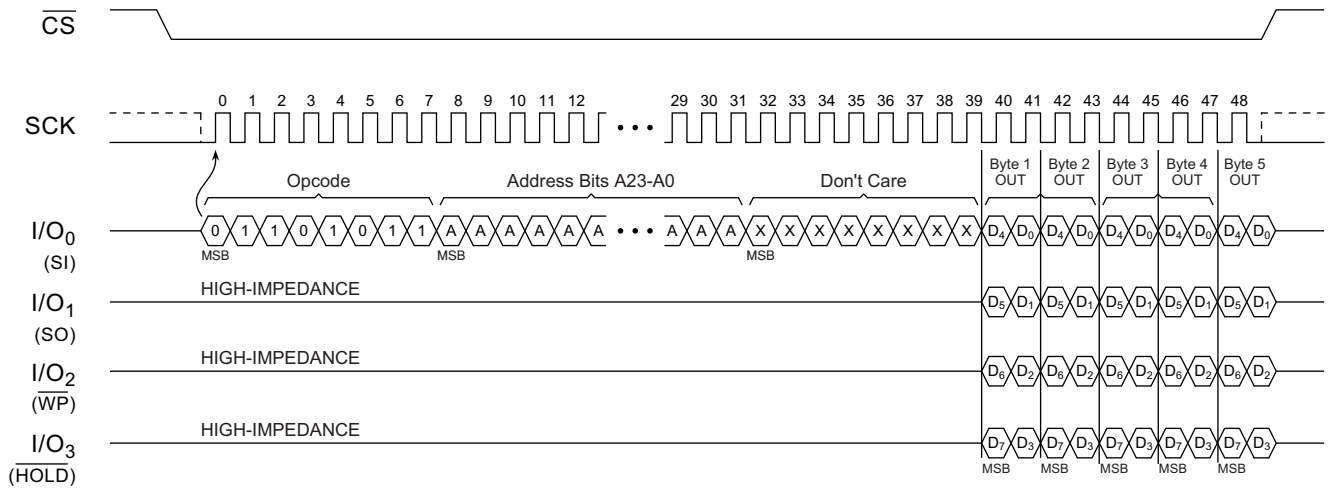 CS
SCK
0 1 2 3 4 5 6 7 8 9 10 11 12 29 30 31 32 33 34 35 36 37 38 39 40 41 42 43 44 45 46 47 48
Opcode Address Bits A23-A0 Don't Care Byte 1 OUT Byte 2 OUT Byte 3 OUT Byte 4 OUT Byte 5 OUT
I/O0 (SI) 0 1 1 0 1 0 1 1 A A A A A A • • • A A A X X X X X X X X D4 D0 D4 D0 D4 D0 D4 D0 D4 D0
MSB MSB MSB
HIGH-IMPEDANCE
I/O1 (SO) D5 D1 D5 D1 D5 D1 D5 D1 D5 D1
HIGH-IMPEDANCE
I/O2 (WP) D6 D2 D6 D2 D6 D2 D6 D2 D6 D2
HIGH-IMPEDANCE
I/O3 (HOLD) D7 D3 D7 D3 D7 D3 D7 D3 D7 D3
MSB MSB MSB MSB MSB